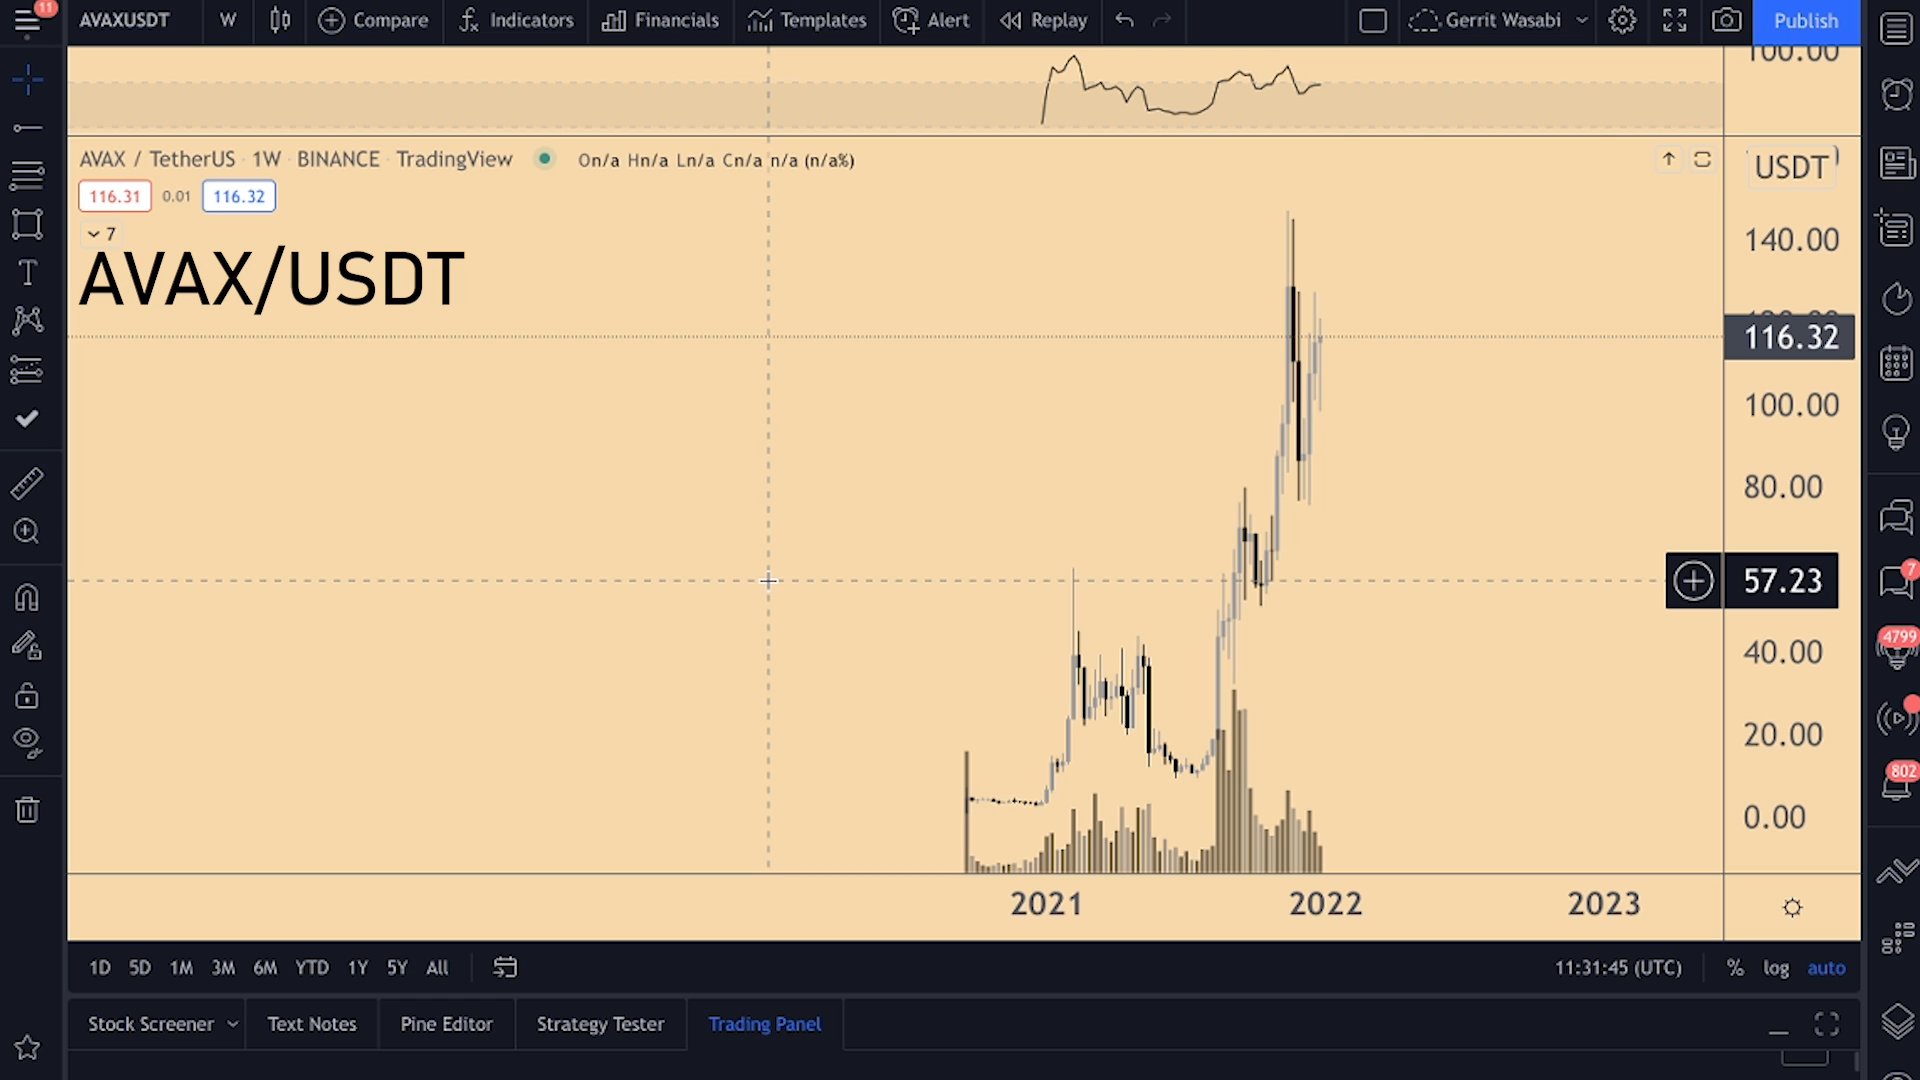 11
AVAXUSDT W Compare Indicators Financials Templates Alert Replay Gerrit Wasabi Publish
100.00
AVAX / TetherUS · 1W · BINANCE · TradingView On/a Hn/a Ln/a Cn/a n/a (n/a%)
USDT
116.31 0.01 116.32
7
AVAX/USDT
140.00
116.32
100.00
80.00
57.23
7
40.00
4799
20.00
802
0.00
2021 2022 2023
1D 5D 1M 3M 6M YTD 1Y 5Y All 11:31:45 (UTC) % log auto
Stock Screener Text Notes Pine Editor Strategy Tester Trading Panel